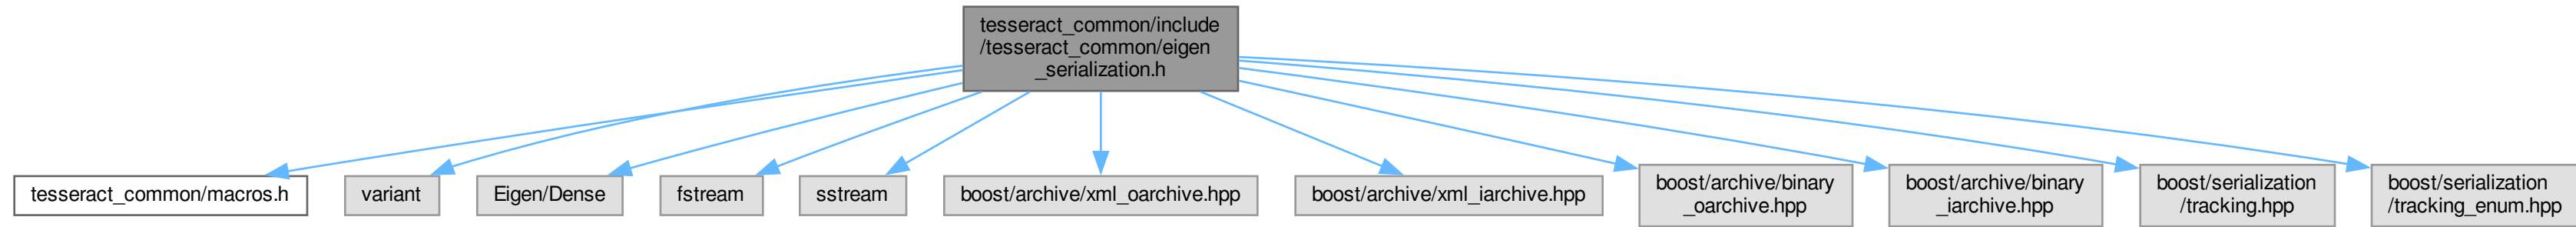 tesseract_common/include
/tesseract_common/eigen
_serialization.h
tesseract_common/macros.h
variant
Eigen/Dense
fstream
sstream
boost/archive/xml_oarchive.hpp
boost/archive/xml_iarchive.hpp
boost/archive/binary
_oarchive.hpp
boost/archive/binary
_iarchive.hpp
boost/serialization
/tracking.hpp
boost/serialization
/tracking_enum.hpp